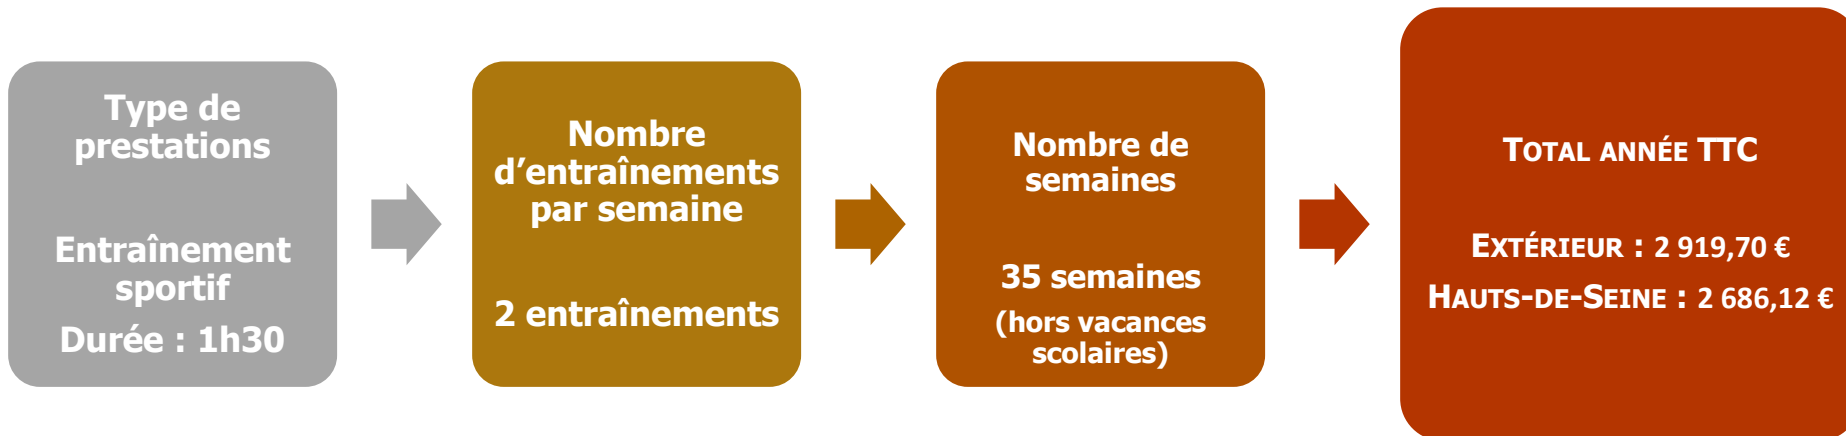 Type de
prestations
Entraînement
sportif
Durée : 1h30
Nombre
d’entraînements
par semaine
2 entraînements
Nombre de
semaines
35 semaines
(hors vacances
scolaires)
TOTAL ANNÉE TTC
EXTÉRIEUR : 2 919,70 €
HAUTS-DE-SEINE : 2 686,12 €